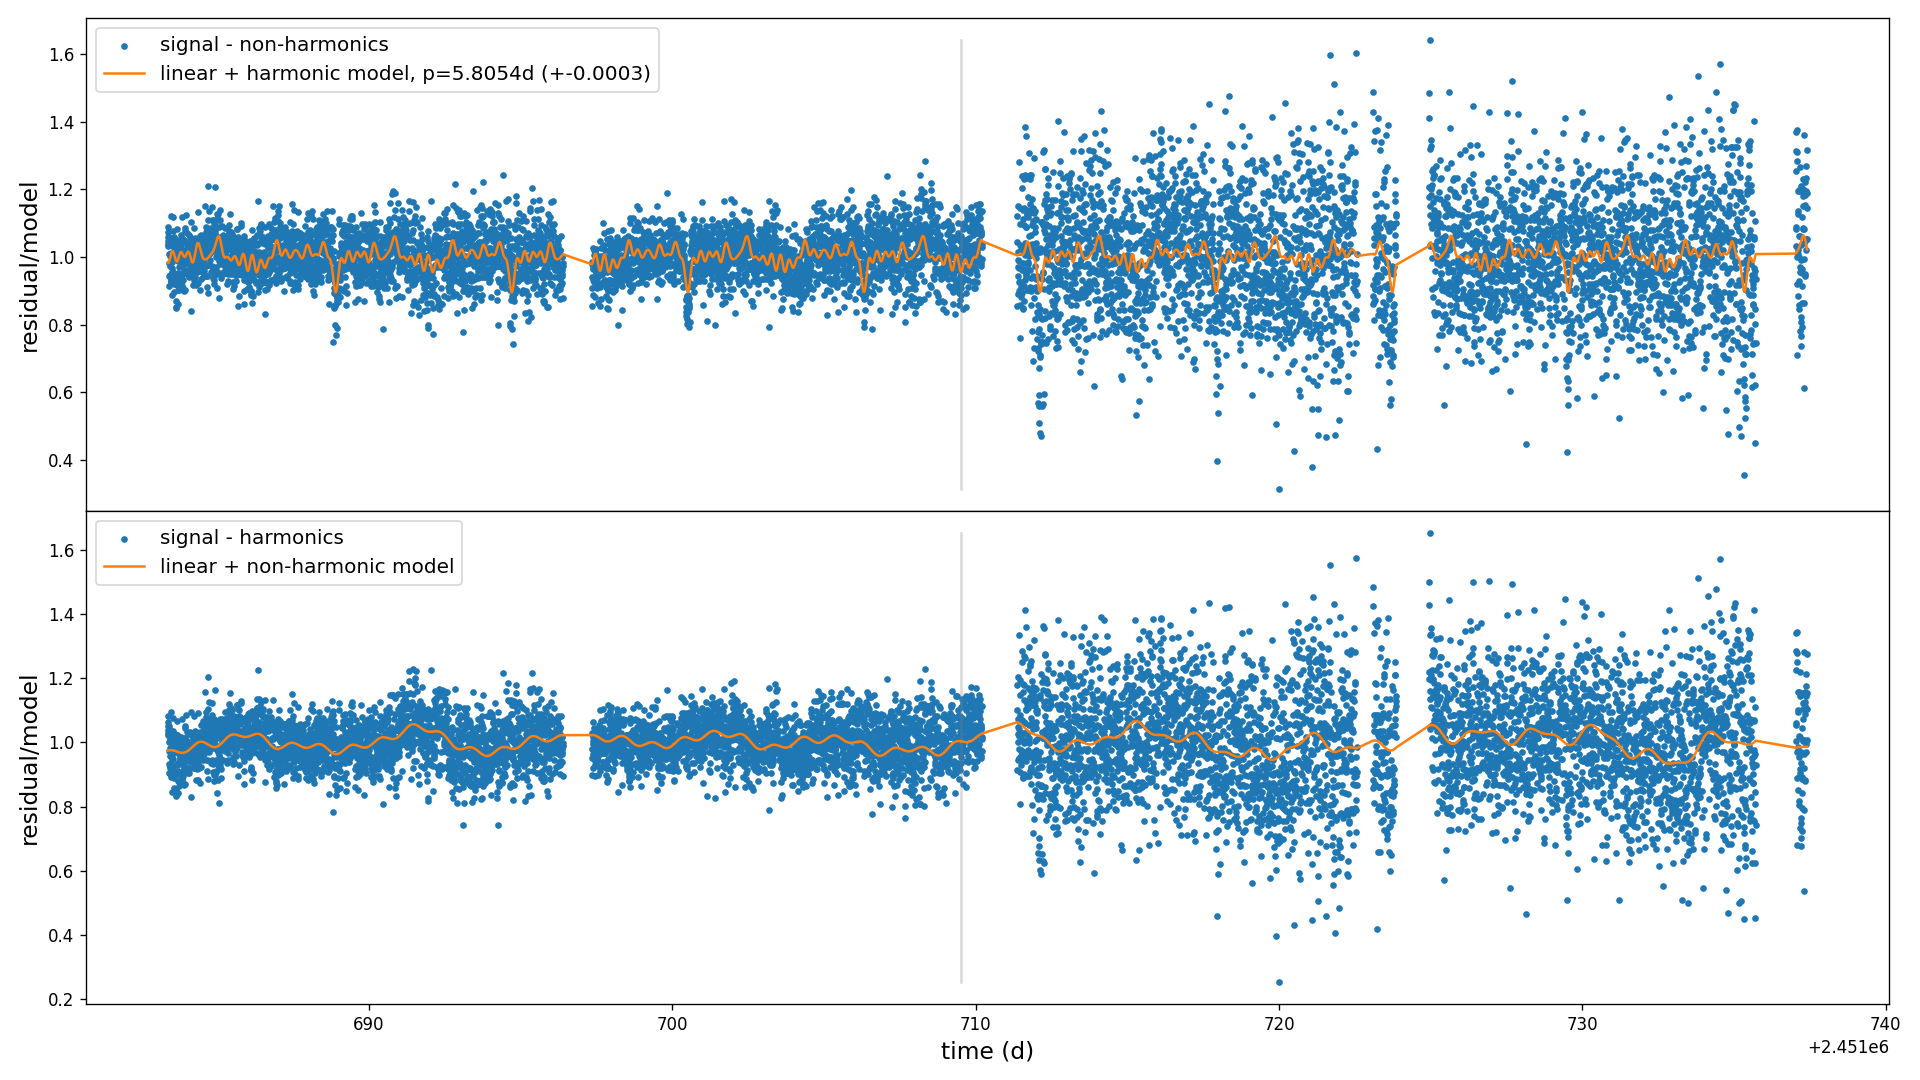 signal - non-harmonics
linear + harmonic model, p=5.8054d (+-0.0003)
residual/model
1.6
1.4
1.2
1.0
0.8
0.6
0.4
signal - harmonics
linear + non-harmonic model
residual/model
1.6
1.4
1.2
1.0
0.8
0.6
0.4
0.2
690
700
710
720
730
740
time (d)
+2.451e6